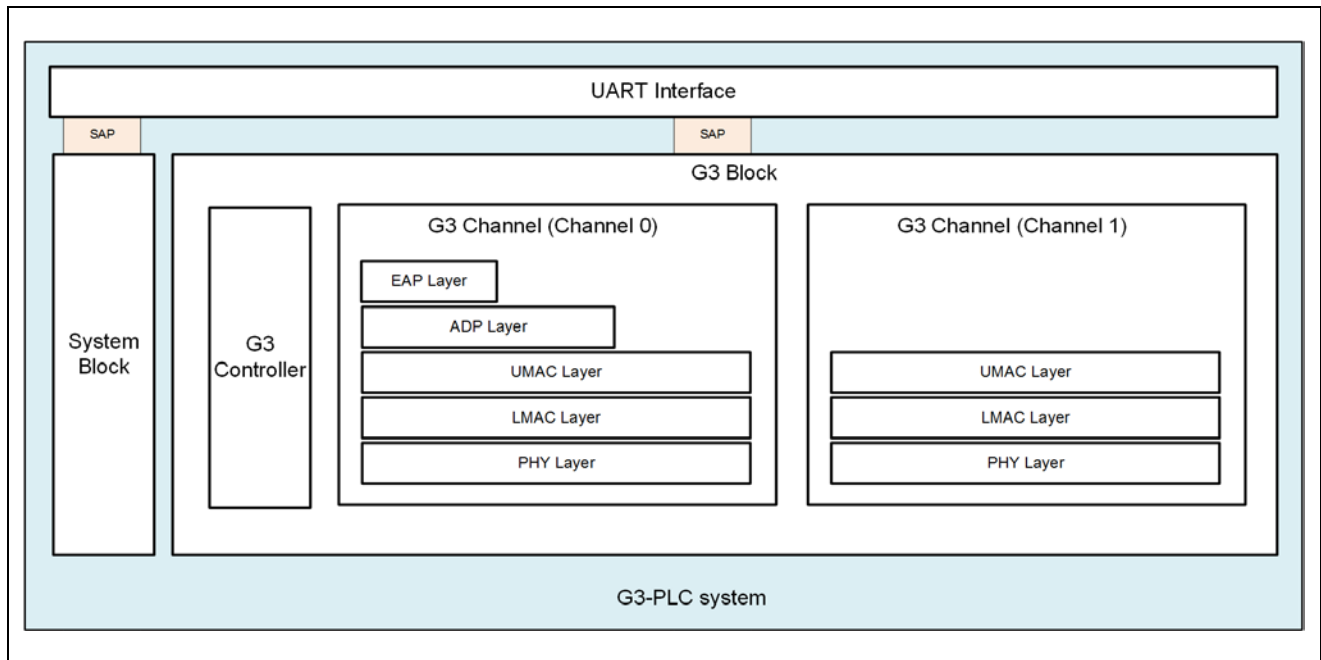 UART Interface
SAP
SAP
System
Block
G3 Block
G3
Controller
G3 Channel (Channel 0)
EAP Layer
ADP Layer
UMAC Layer
LMAC Layer
PHY Layer
G3 Channel (Channel 1)
UMAC Layer
LMAC Layer
PHY Layer
G3-PLC system